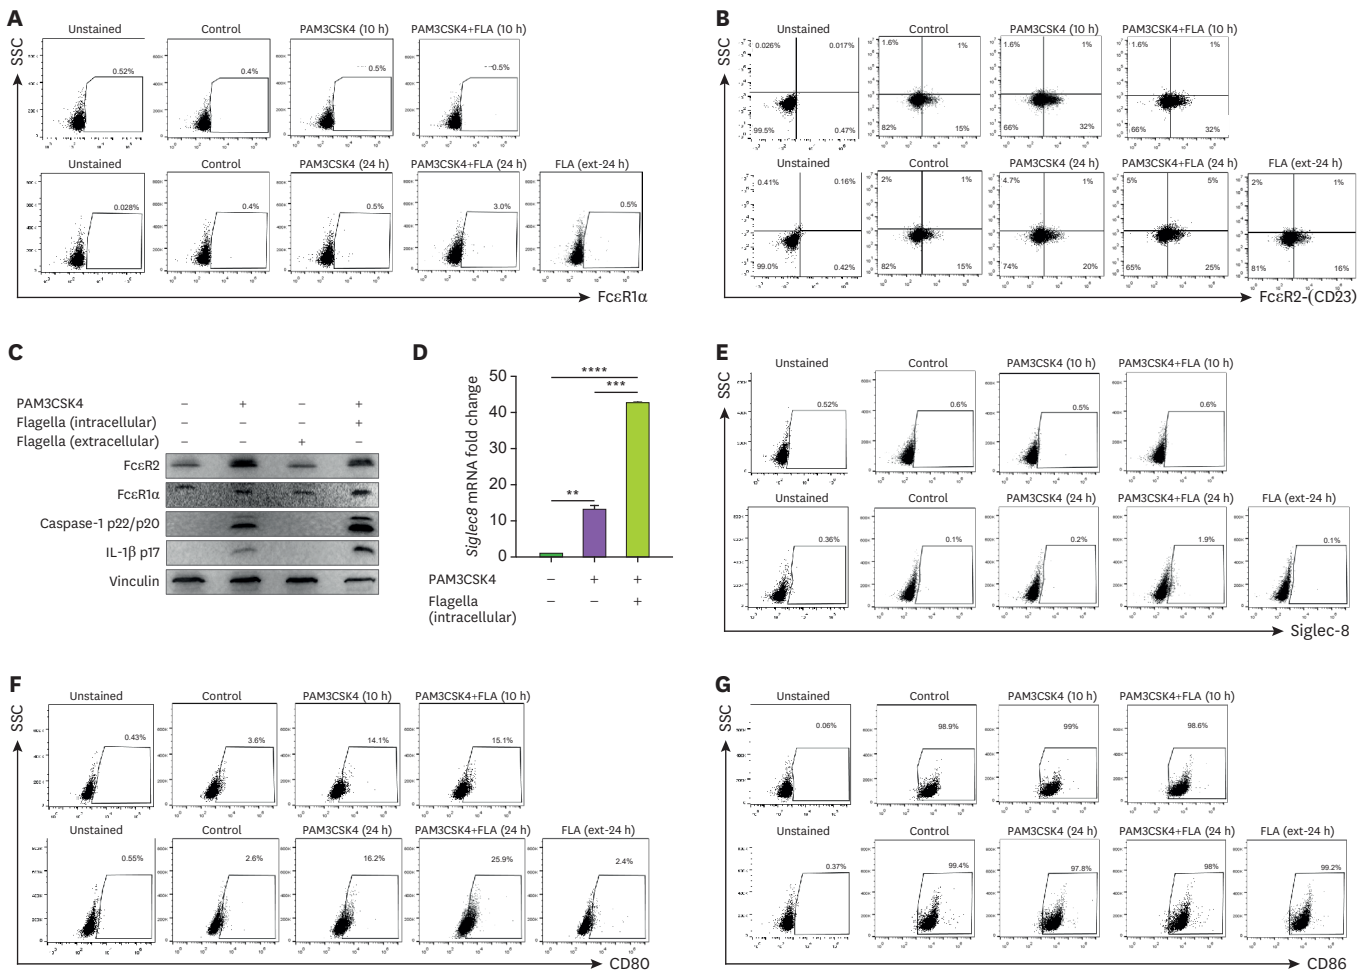 A
SSC
Unstained
Control
PAM3CSK4 (10 h)
PAM3CSK4+FLA (10 h)
0.52%
0.4%
0.5%
0.5%
Unstained
Control
PAM3CSK4 (24 h)
PAM3CSK4+FLA (24 h)
FLA (ext-24 h)
0.028%
0.4%
0.5%
3.0%
0.5%
FcεR1α
B
SSC
Unstained
Control
PAM3CSK4 (10 h)
PAM3CSK4+FLA (10 h)
0.026% 0.017%
1.6% 1%
1.6% 1%
1.6% 1%
99.5% 0.47%
82% 15%
66% 32%
66% 32%
Unstained
Control
PAM3CSK4 (24 h)
PAM3CSK4+FLA (24 h)
FLA (ext-24 h)
0.41% 0.16%
2% 1%
4.7% 1%
5% 5%
2% 1%
99.0% 0.42%
82% 15%
74% 20%
65% 25%
81% 16%
FcεR2-(CD23)
C
PAM3CSK4 − + − +
Flagella (intracellular) − − − +
Flagella (extracellular) − − + −
FcεR2
FcεR1α
Caspase-1 p22/p20
IL-1β p17
Vinculin
D
Siglec8 mRNA fold change
50
40
30
20
10
0
****
***
**
PAM3CSK4 − + +
Flagella − − +
(intracellular)
E
SSC
Unstained
Control
PAM3CSK4 (10 h)
PAM3CSK4+FLA (10 h)
0.52%
0.6%
0.5%
0.6%
Unstained
Control
PAM3CSK4 (24 h)
PAM3CSK4+FLA (24 h)
FLA (ext-24 h)
0.36%
0.1%
0.2%
1.9%
0.1%
Siglec-8
F
SSC
Unstained
Control
PAM3CSK4 (10 h)
PAM3CSK4+FLA (10 h)
0.43%
3.6%
14.1%
15.1%
Unstained
Control
PAM3CSK4 (24 h)
PAM3CSK4+FLA (24 h)
FLA (ext-24 h)
0.55%
2.6%
16.2%
25.9%
2.4%
CD80
G
SSC
Unstained
Control
PAM3CSK4 (10 h)
PAM3CSK4+FLA (10 h)
0.06%
98.9%
99%
98.6%
Unstained
Control
PAM3CSK4 (24 h)
PAM3CSK4+FLA (24 h)
FLA (ext-24 h)
0.37%
99.4%
97.8%
98%
99.2%
CD86